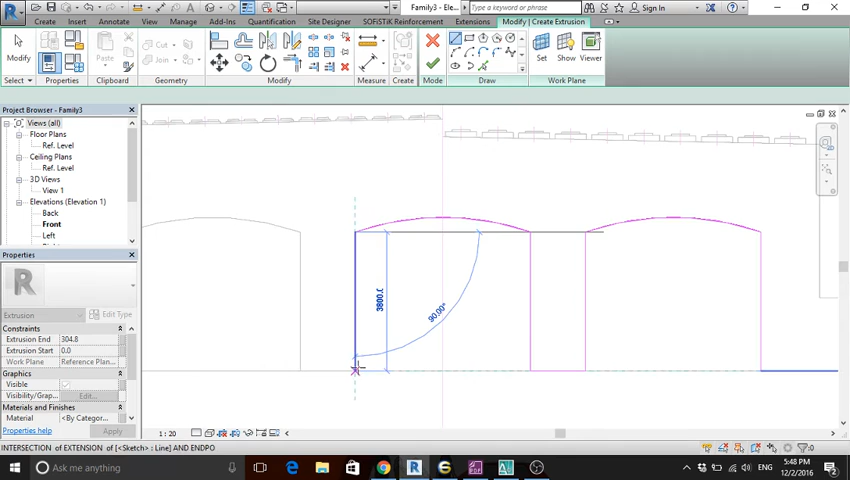 Family3 - Ele...
Type a keyword or phrase
Sign In
Create
Insert
Annotate
View
Manage
Add-Ins
Quantification
Site Designer
SOFiSTiK Reinforcement
Extensions
Modify | Create Extrusion
Modify
Paste
Cut
Join
Create
Set
Show
Viewer
Select
Properties
Clipboard
Geometry
Modify
Measure
Create
Mode
Draw
Work Plane
Project Browser - Family3
Views (all)
Floor Plans
Ref. Level
Ceiling Plans
Ref. Level
3D Views
View 1
Elevations (Elevation 1)
Back
Front
Left
Properties
Extrusion
Edit Type
Constraints
Extrusion End 304.8
Extrusion Start 0.0
Work Plane Reference Plane...
Graphics
Visible
Visibility/Grap... Edit...
Materials and Finishes
Material <By Categor...
Properties help
Apply
3800.0
90.00°
1 : 20
INTERSECTION of EXTENSION of [<Sketch> : Line] AND ENDPO
:0
Ask me anything
ENG
5:48 PM
12/2/2016